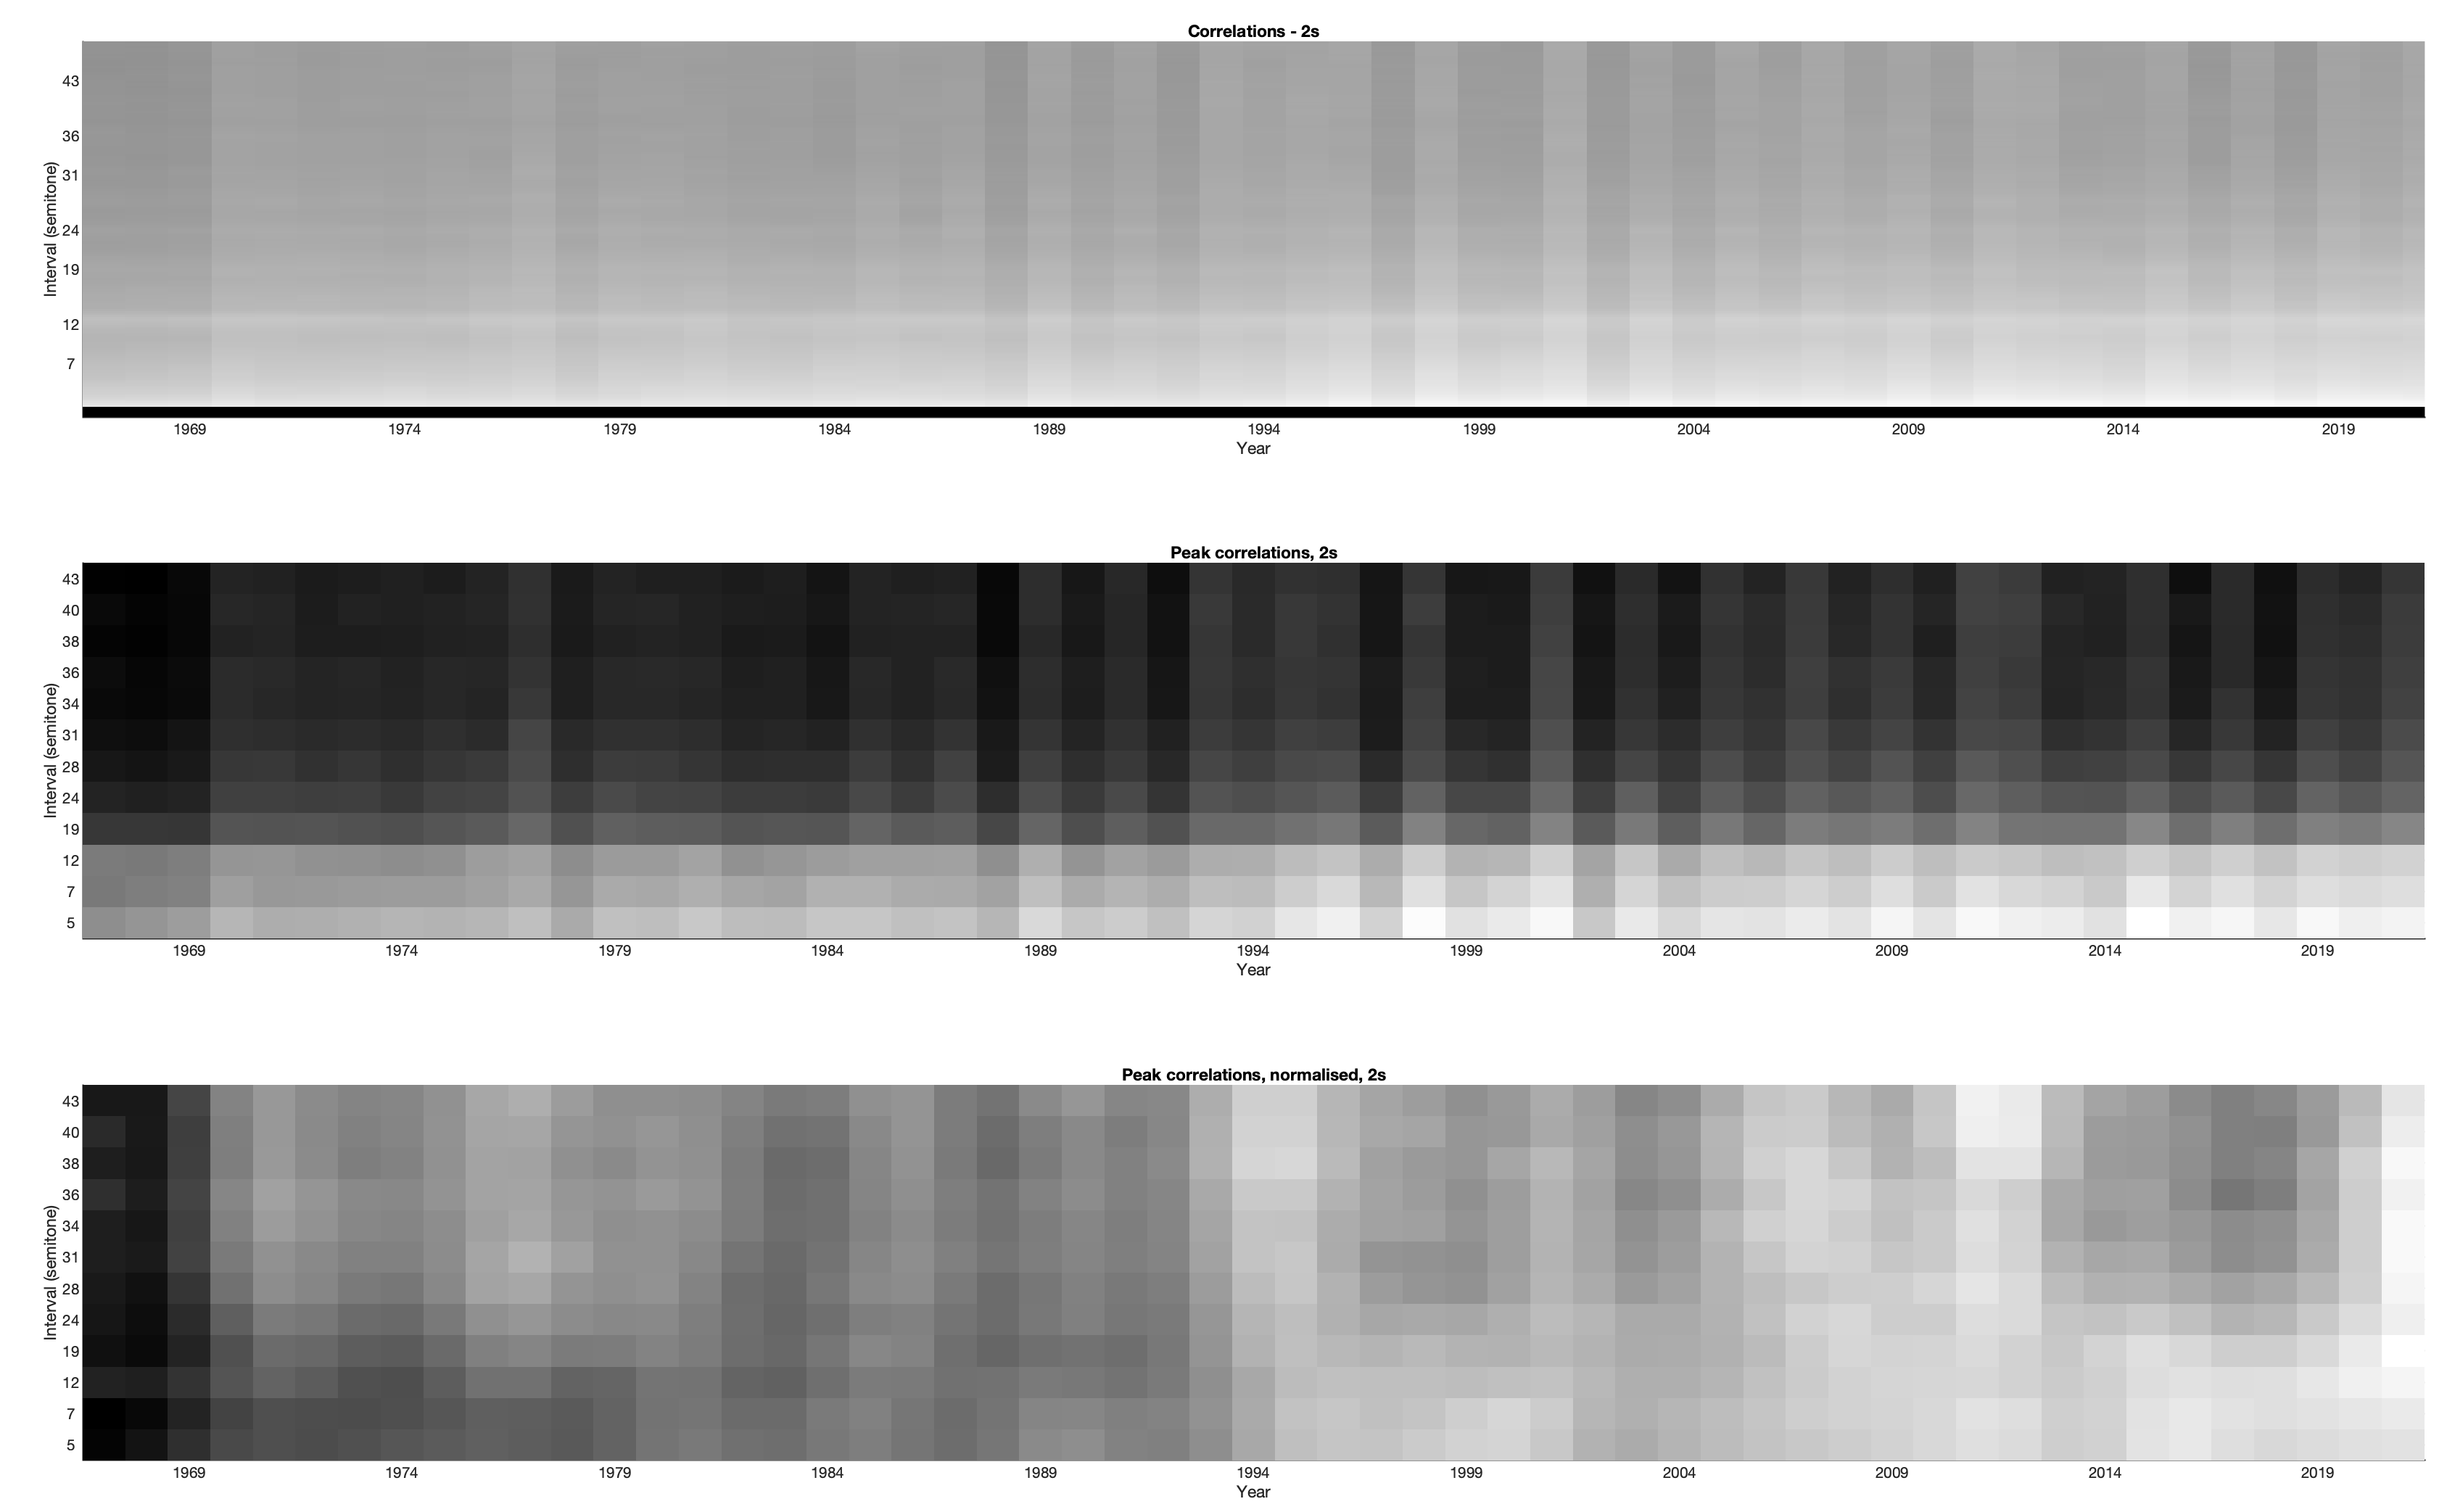 Correlations - 2s
Interval (semitone)
43
36
31
24
19
12
7
1969 1974 1979 1984 1989 1994 1999 2004 2009 2014 2019
Year
Peak correlations, 2s
Interval (semitone)
43
40
38
36
34
31
28
24
19
12
7
5
1969 1974 1979 1984 1989 1994 1999 2004 2009 2014 2019
Year
Peak correlations, normalised, 2s
Interval (semitone)
43
40
38
36
34
31
28
24
19
12
7
5
1969 1974 1979 1984 1989 1994 1999 2004 2009 2014 2019
Year